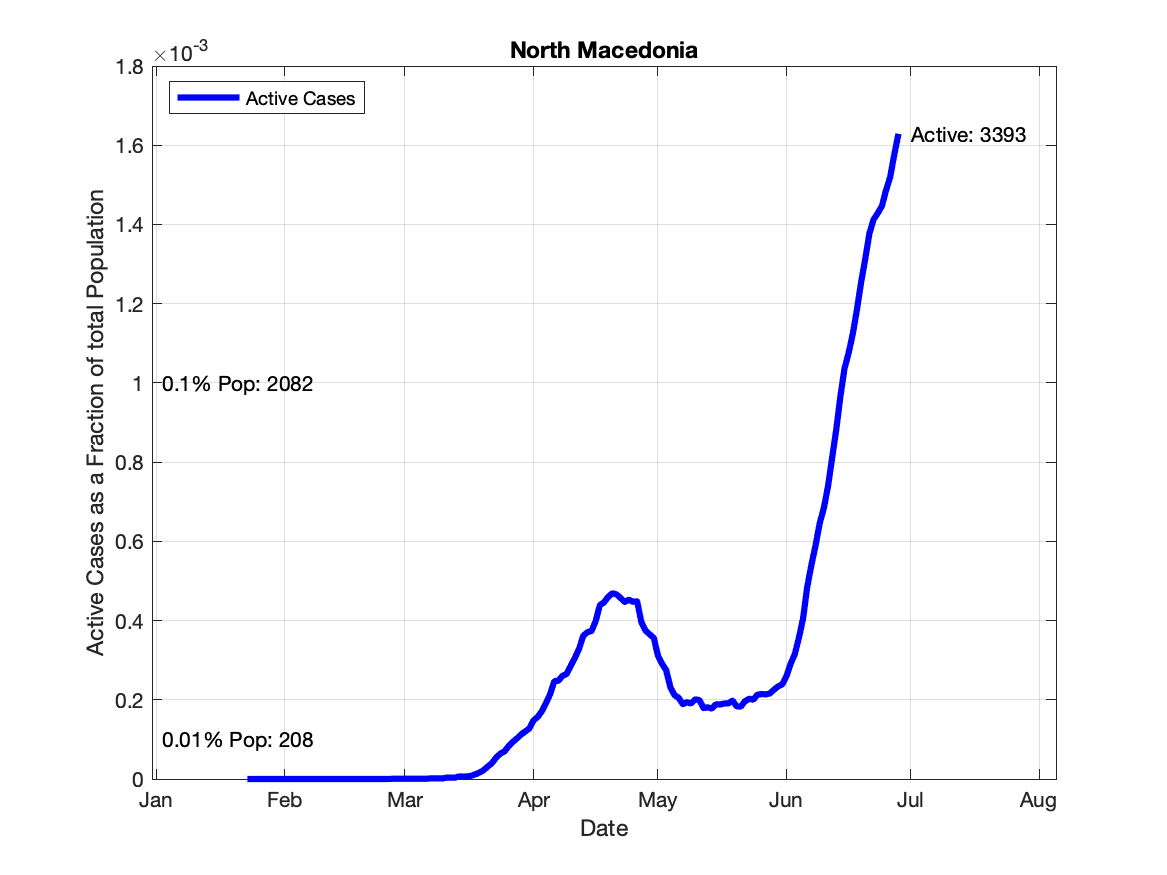 North Macedonia
×10-3
Active Cases
Active: 3393
0.1% Pop: 2082
0.01% Pop: 208
Active Cases as a Fraction of total Population
1.8
1.6
1.4
1.2
1
0.8
0.6
0.4
0.2
0
Jan Feb Mar Apr May Jun Jul Aug
Date